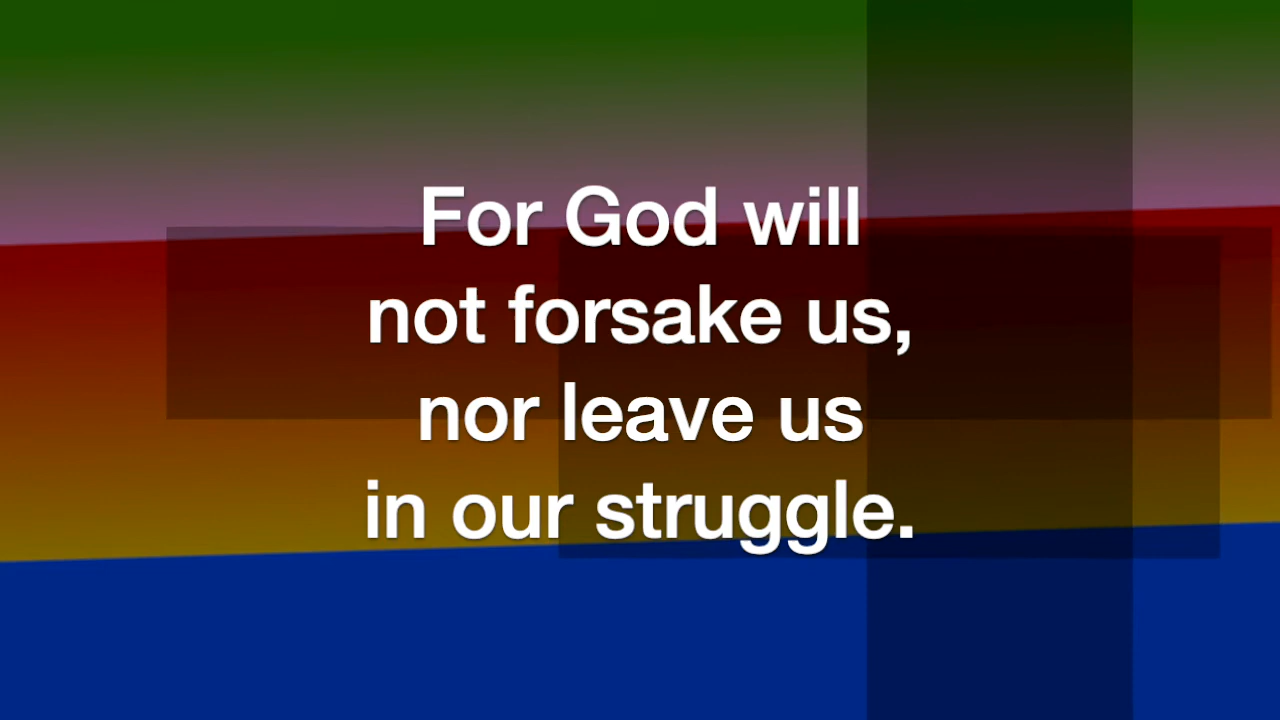 For God will
not forsake us,
nor leave us
in our struggle.